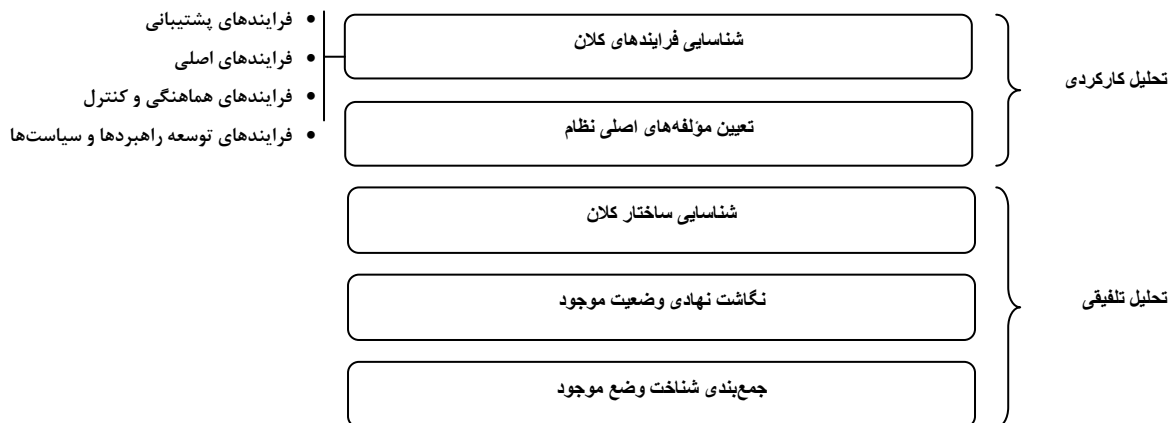 تحلیل کارکردی
شناسایی فرایندهای کلان
• فرایندهای پشتیبانی
• فرایندهای اصلی
• فرایندهای هماهنگی و کنترل
• فرایندهای توسعه راهبردها و سیاست‌ها
تعیین مؤلفه‌های اصلی نظام
تحلیل تلفیقی
شناسایی ساختار کلان
نگاشت نهادی وضعیت موجود
جمع‌بندی شناخت وضع موجود